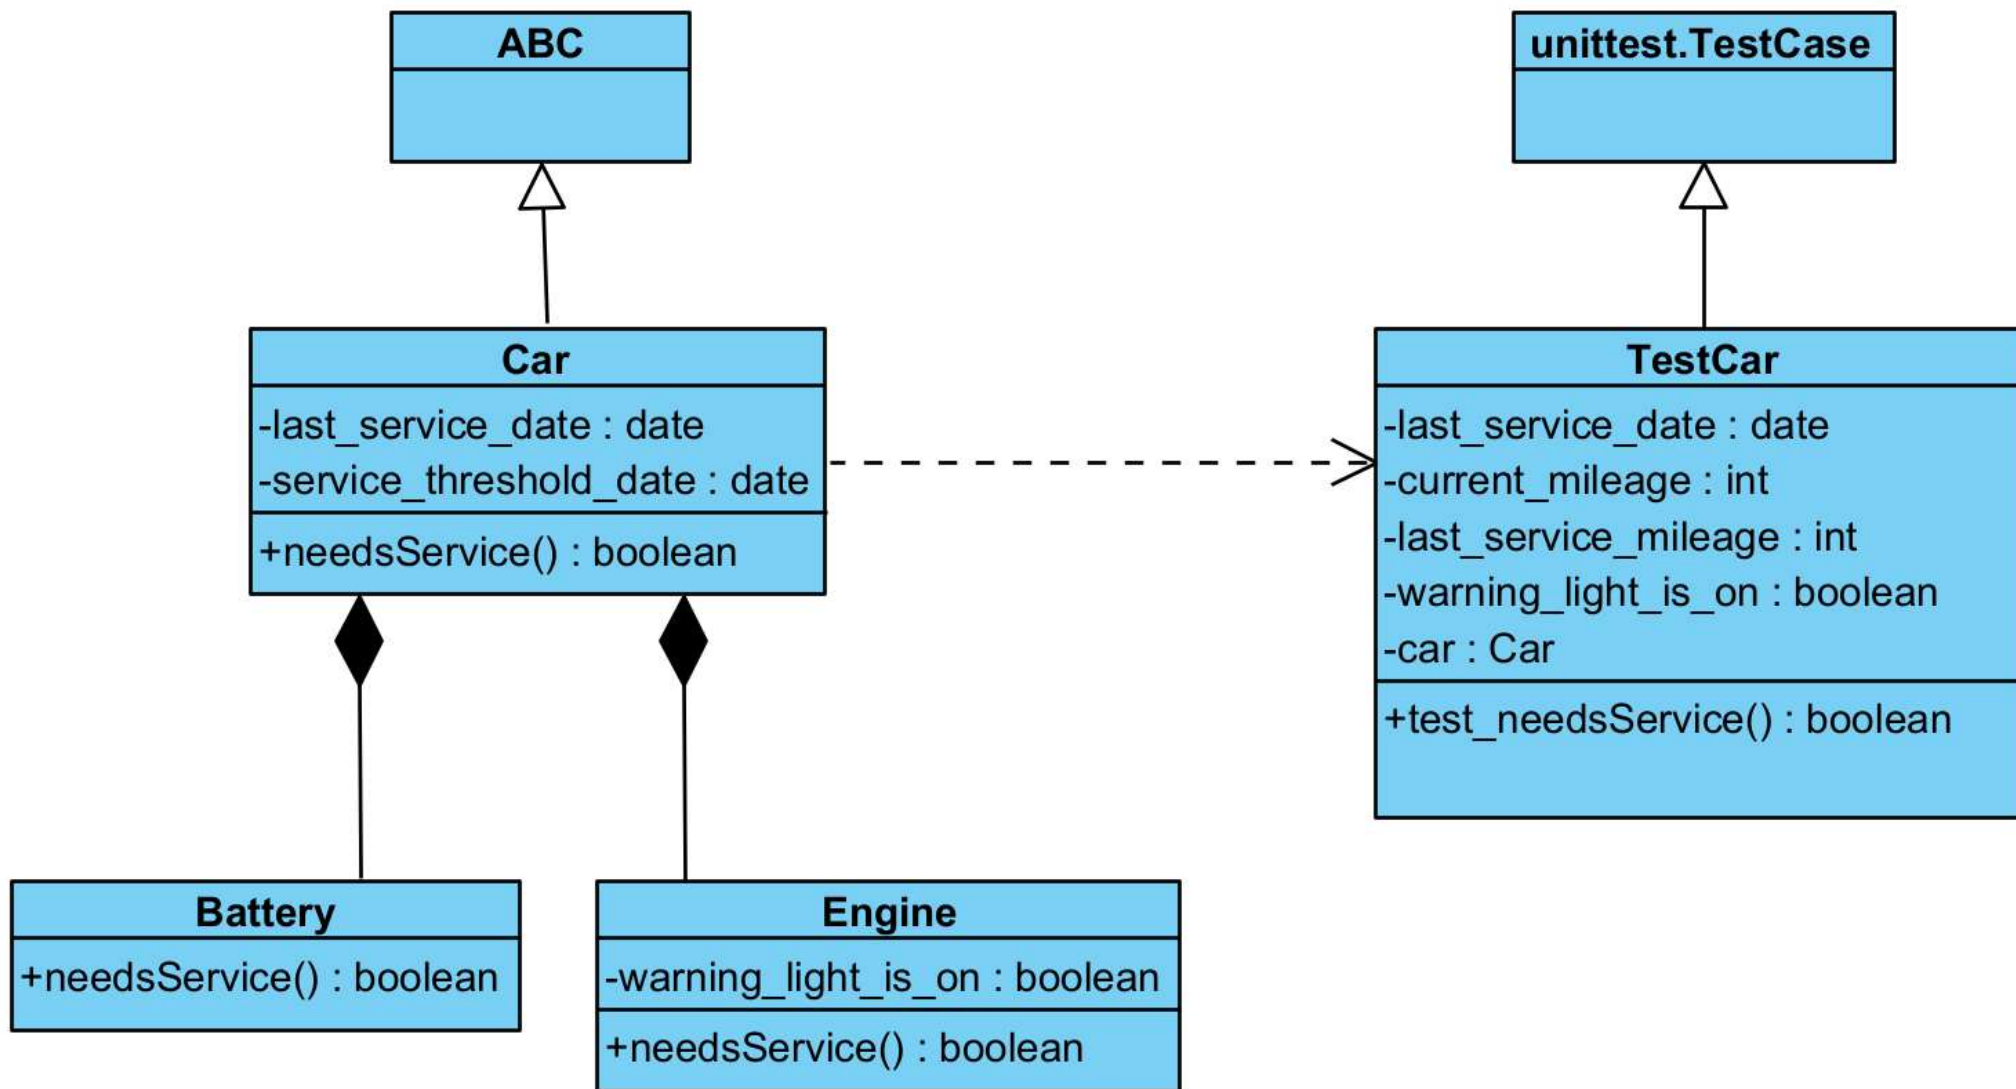 ABC
unittest.TestCase
Car
-last_service_date : date
-service_threshold_date : date
+needsService() : boolean
TestCar
-last_service_date : date
-current_mileage : int
-last_service_mileage : int
-warning_light_is_on : boolean
-car : Car
+test_needsService() : boolean
Battery
+needsService() : boolean
Engine
-warning_light_is_on : boolean
+needsService() : boolean